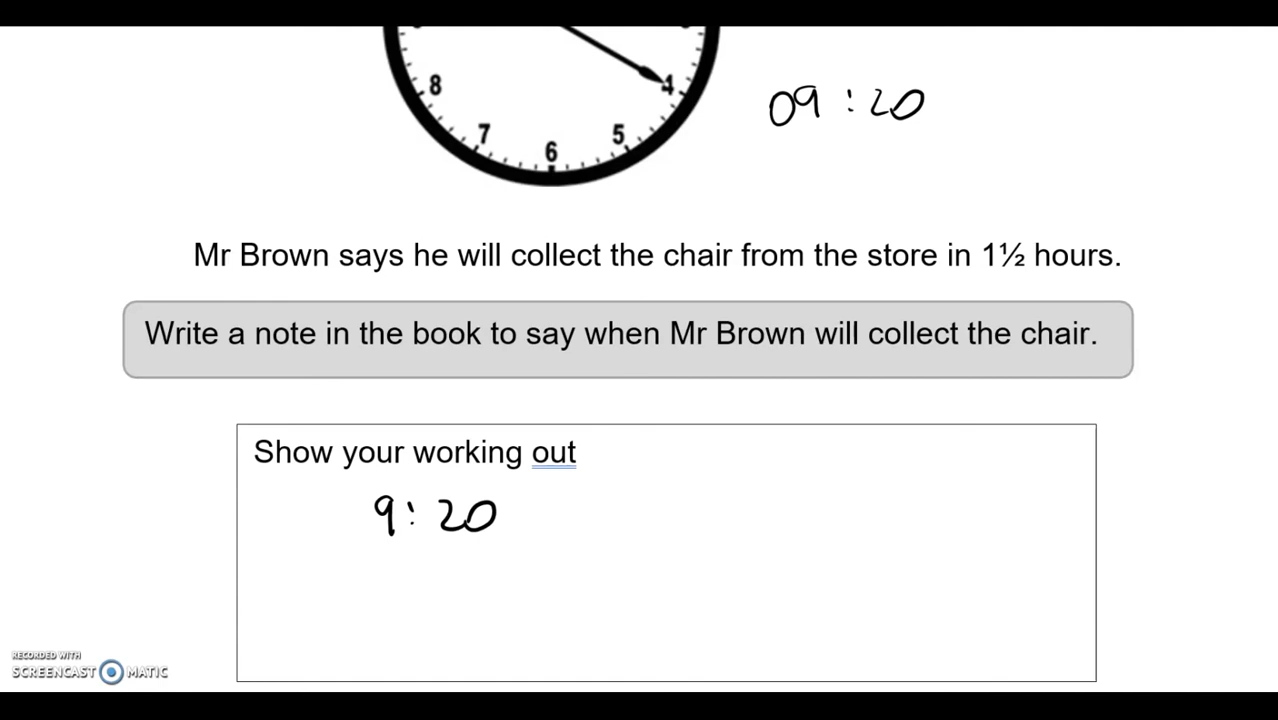 8
4
7
5
6
09:20
Mr Brown says he will collect the chair from the store in 1½ hours.
Write a note in the book to say when Mr Brown will collect the chair.
Show your working out
9:20
RECORDED WITH
SCREENCAST MATIC